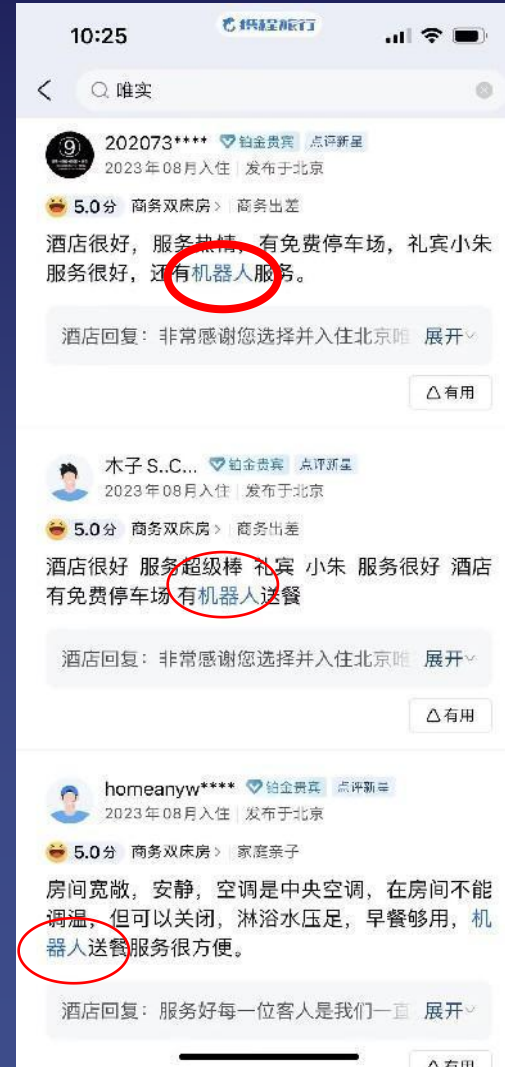 10:25
携程旅行
唯实
202073**** 铂金贵宾 点评新星
2023年08月入住 发布于北京
5.0分 商务双床房> 商务出差
酒店很好，服务热情，有免费停车场，礼宾小朱
服务很好，还有机器人服务。
酒店回复：非常感谢您选择并入住北京唯 展开
有用
木子 S..C... 铂金贵宾 点评新星
2023年08月入住 发布于北京
5.0分 商务双床房> 商务出差
酒店很好 服务超级棒 礼宾 小朱 服务很好 酒店
有免费停车场 有机器人送餐
酒店回复：非常感谢您选择并入住北京唯 展开
有用
homeanyw**** 铂金贵宾 点评新星
2023年08月入住 发布于北京
5.0分 商务双床房> 家庭亲子
房间宽敞，安静，空调是中央空调，在房间不能
调温，但可以关闭，淋浴水压足，早餐够用，机
器人送餐服务很方便。
酒店回复：服务好每一位客人是我们一直 展开
有用